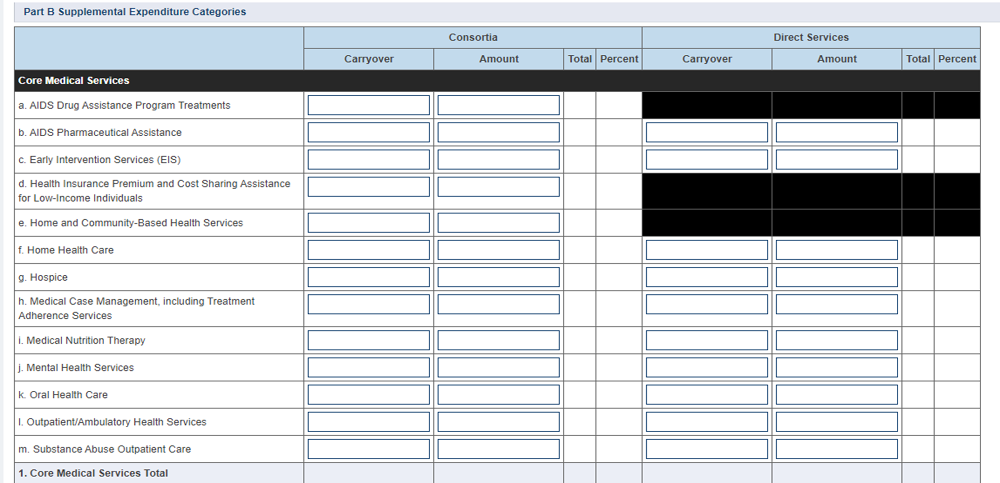 Part B Supplemental Expenditure Categories
Consortia Direct Services
Carryover Amount Total Percent Carryover Amount Total Percent
Core Medical Services
a. AIDS Drug Assistance Program Treatments
b. AIDS Pharmaceutical Assistance
c. Early Intervention Services (EIS)
d. Health Insurance Premium and Cost Sharing Assistance
for Low-Income Individuals
e. Home and Community-Based Health Services
f. Home Health Care
g. Hospice
h. Medical Case Management, including Treatment
Adherence Services
i. Medical Nutrition Therapy
j. Mental Health Services
k. Oral Health Care
l. Outpatient/Ambulatory Health Services
m. Substance Abuse Outpatient Care
1. Core Medical Services Total